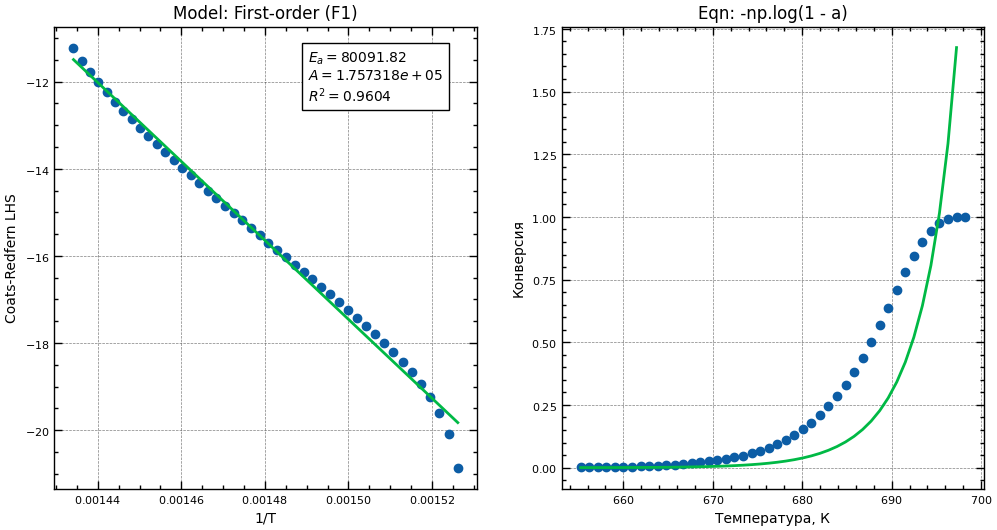 Model: First-order (F1)
Eqn: -np.log(1 - a)
E_a = 80091.82
A = 1.757318e + 05
R^2 = 0.9604
Coats-Redfern LHS
−12
−14
−16
−18
−20
0.00144 0.00146 0.00148 0.00150 0.00152
1/T
Конверсия
1.75
1.50
1.25
1.00
0.75
0.50
0.25
0.00
660 670 680 690 700
Температура, К